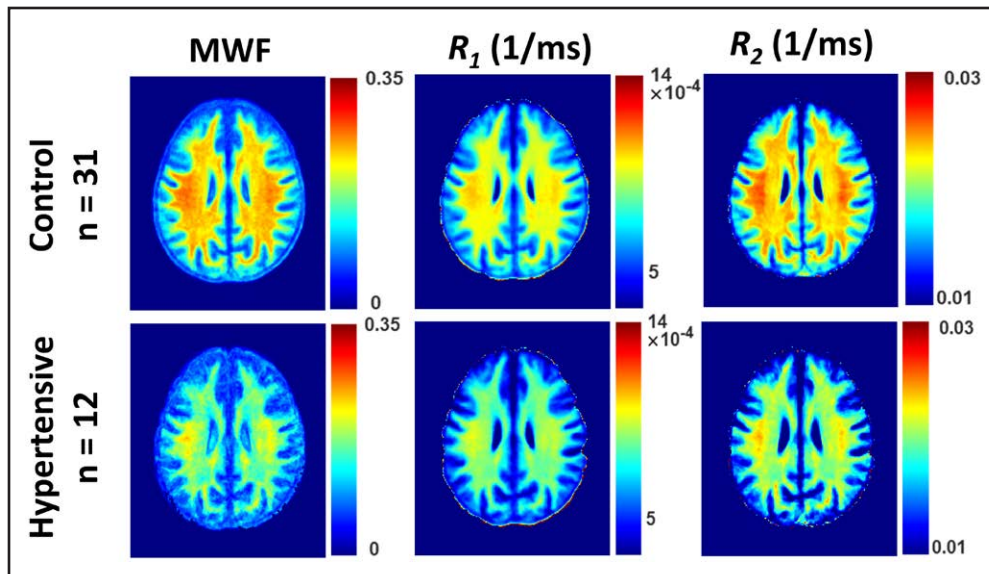 MWF
R1 (1/ms)
R2 (1/ms)
Control
n = 31
0.35
0
14
×10-4
5
0.03
0.01
Hypertensive
n = 12
0.35
0
14
×10-4
5
0.03
0.01